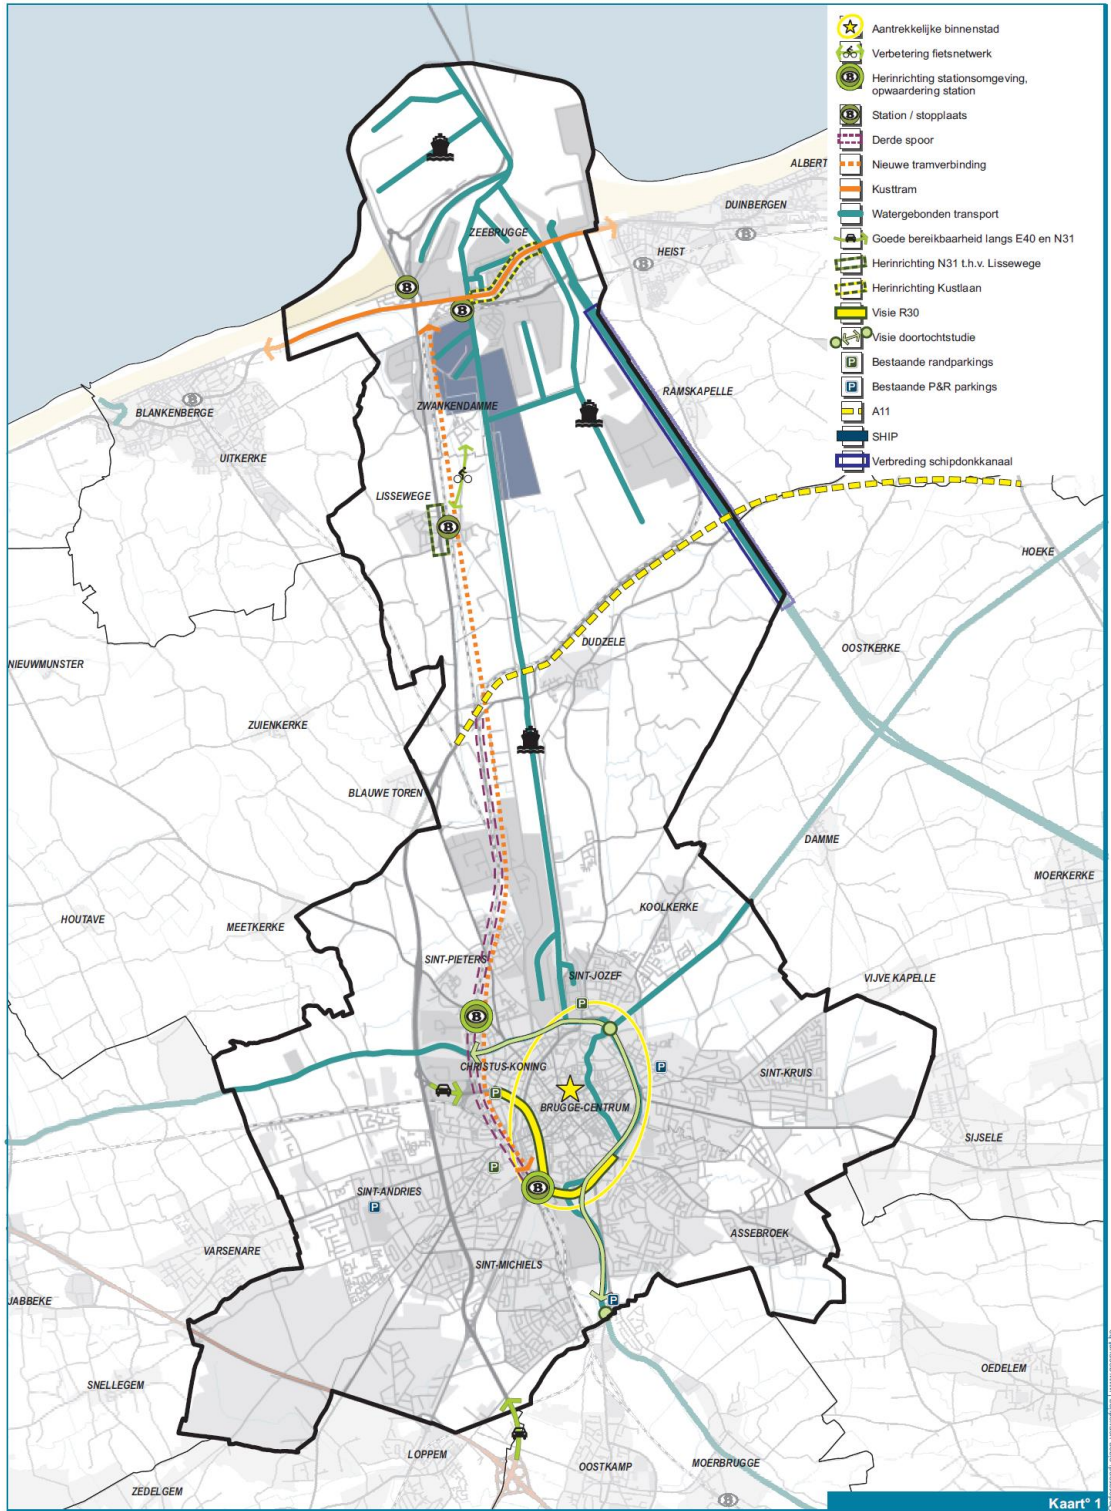 Aantrekkelijke binnenstad
Verbetering fietsnetwerk
Herinrichting stationsomgeving,
opwaardering station
Station / stopplaats
Derde spoor
Nieuwe tramverbinding
Kusttram
Watergebonden transport
Goede bereikbaarheid langs E40 en N31
Herinrichting N31 t.h.v. Lissewege
Herinrichting Kustlaan
Visie R30
Visie doortochtstudie
Bestaande randparkings
Bestaande P&R parkings
A11
SHIP
Verbreding schipdonkkanaal
ALBERT
DUINBERGEN
ZEEBRUGGE
HEIST
B
B
B
B
RAMSKAPELLE
B
BLANKENBERGE
ZWANKENDAMME
UITKERKE
LISSEWEGE
B
HOEKE
DUDZELE
OOSTKERKE
NIEUWMUNSTER
ZUIENKERKE
BLAUWE TOREN
DAMME
MOERKERKE
KOOLKERKE
HOUTAVE
MEETKERKE
SINT-PIETERS
SINT-JOZEF
VIJVE KAPELLE
P
B
CHRISTUS-KONING
P
SINT-KRUIS
P
BRUGGE-CENTRUM
SIJSELE
P
B
SINT-ANDRIES
P
ASSEBROEK
VARSENARE
SINT-MICHIELS
JABBEKE
P
OEDELEM
SNELLEGEM
LOPPEM
OOSTKAMP
MOERBRUGGE
ZEDELGEM
B
Kaart° 1